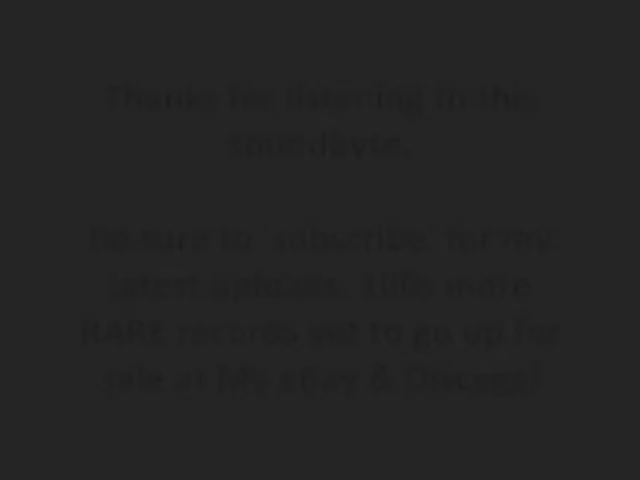 Thanks for listening to the
soundbyte.
Be sure to 'subscribe' for my
Latest uploads. 100s more
RARE records yet to go up for
sale at My eBay & Discogs!